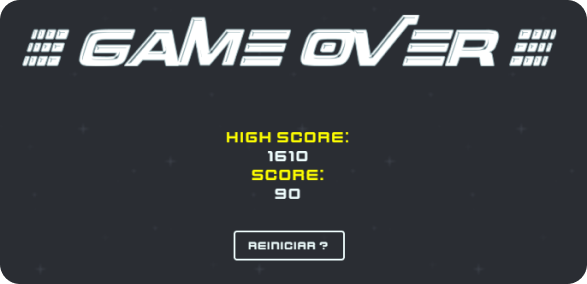 GAME OVER
HIGH SCORE:
1610
SCORE:
90
REINICIAR ?